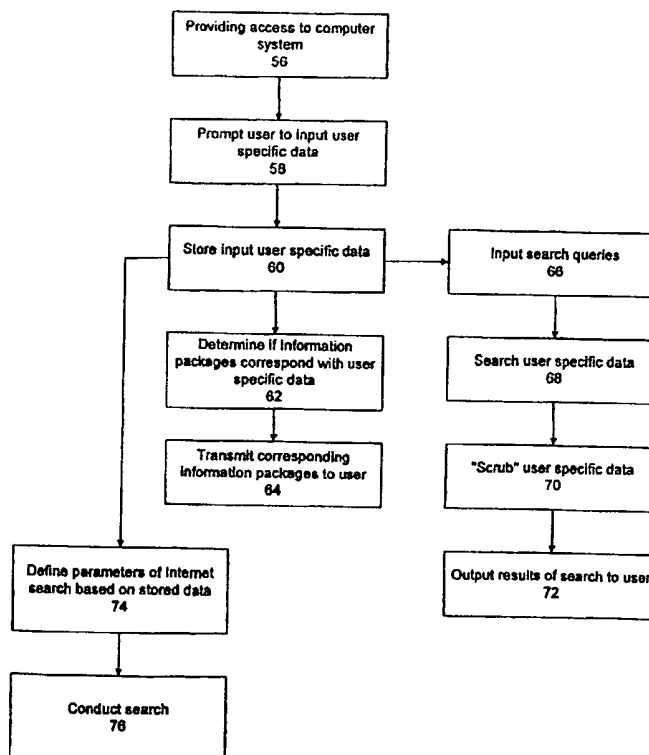 Providing access to computer
system
56
Prompt user to input user
specific data
58
Store input user specific data
60
Input search queries
66
Determine if Information
packages correspond with user
specific data
62
Search user specific data
68
Transmit corresponding
information packages to user
64
"Scrub" user specific data
70
Define parameters of Internet
search based on stored data
74
Output results of search to user
72
Conduct search
76